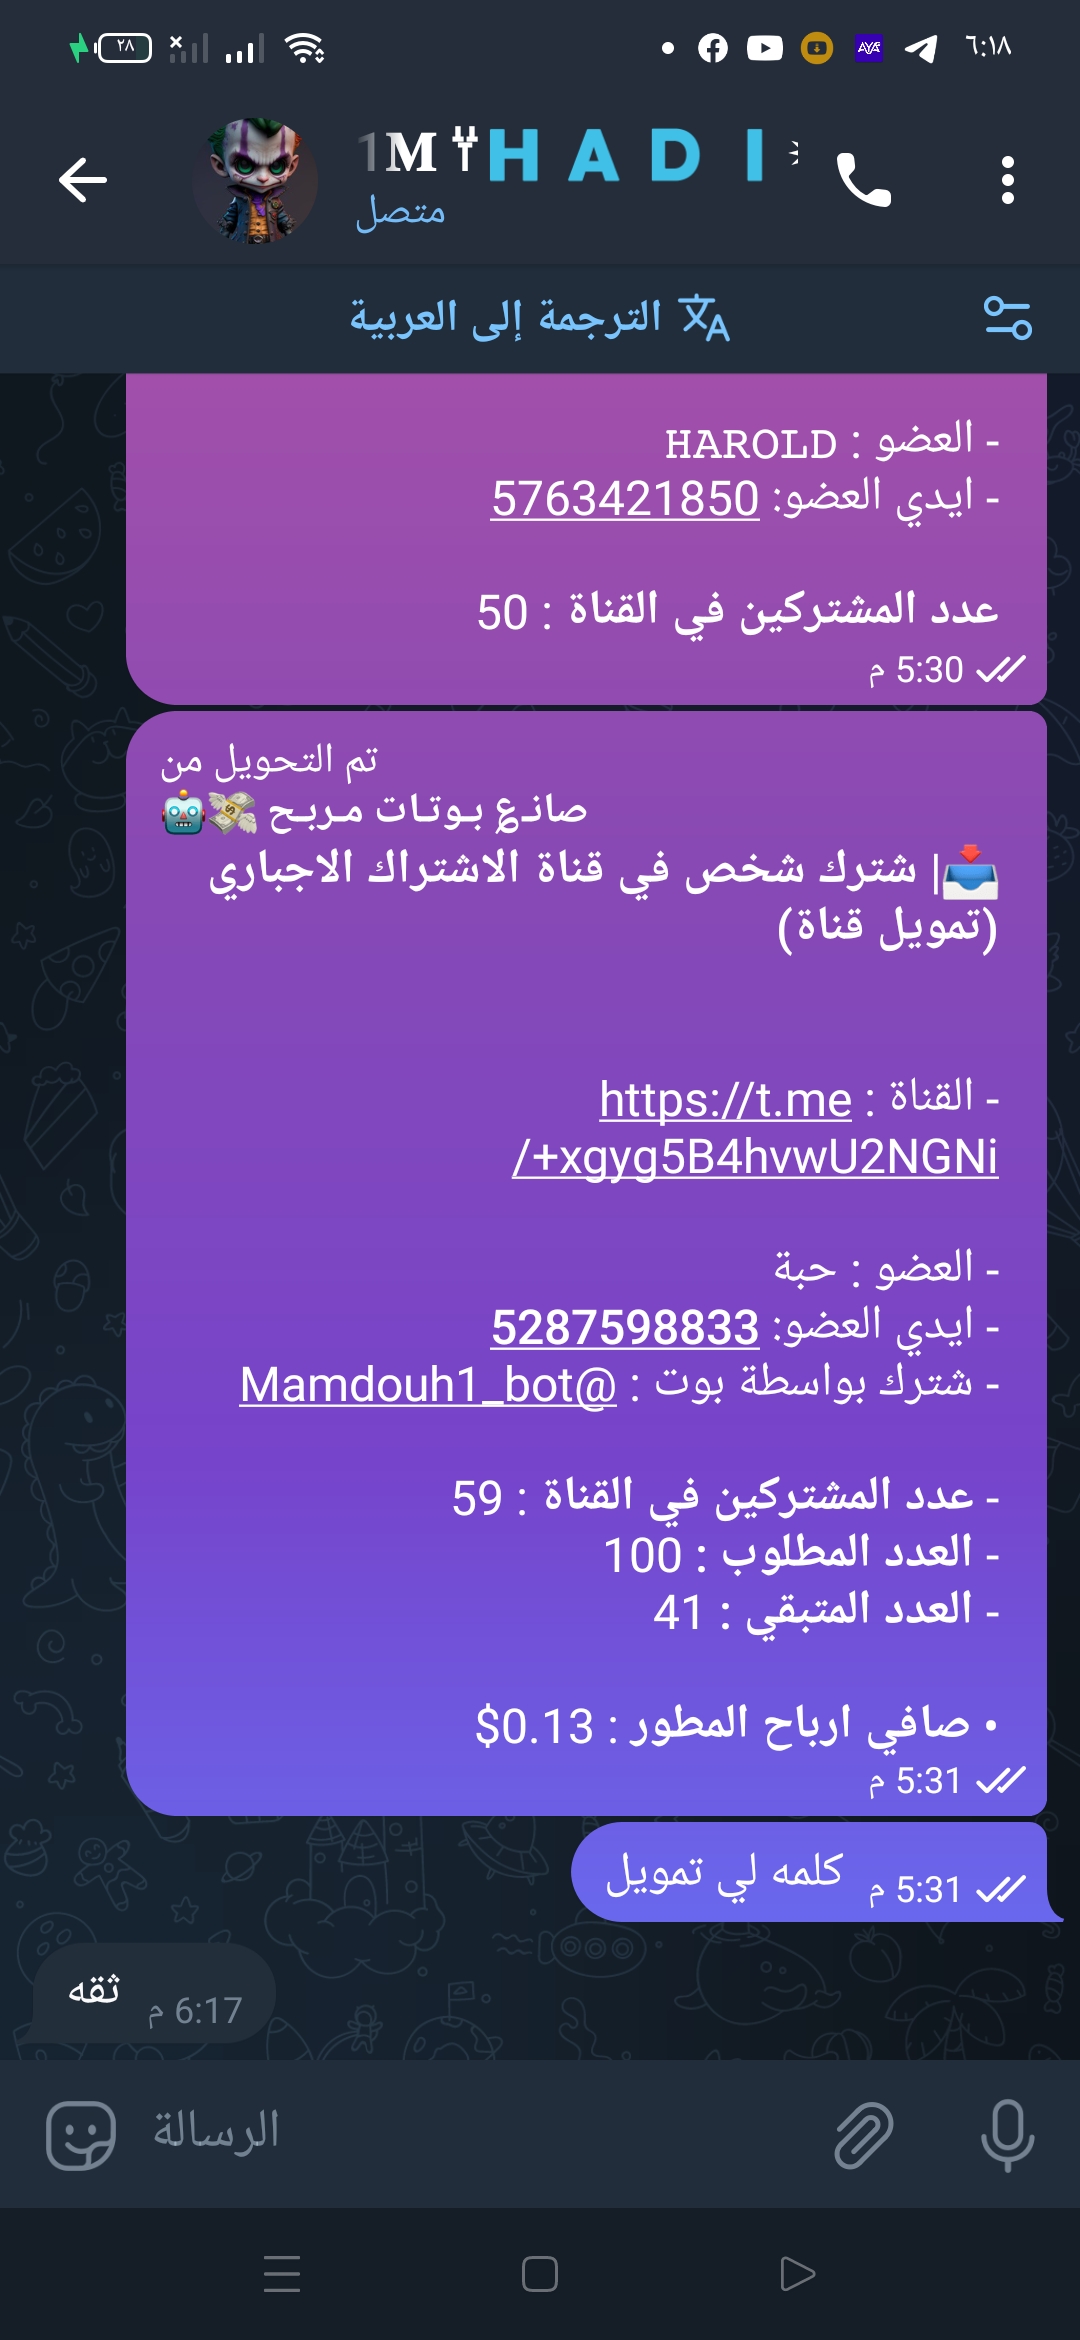 ٢٨
٦:١٨
1M HADI
متصل
الترجمة إلى العربية
- العضو : HAROLD
- ايدي العضو: 5763421850
عدد المشتركين في القناة : 50
5:30 م
تم التحويل من
صانع بوتات مربح 💸🤖
📥| شترك شخص في قناة الاشتراك الاجباري
(تمويل قناة)
- القناة : https://t.me
/+xgyg5B4hvwU2NGNi
- العضو : حبة
- ايدي العضو: 5287598833
- شترك بواسطة بوت : @Mamdouh1_bot
- عدد المشتركين في القناة : 59
- العدد المطلوب : 100
- العدد المتبقي : 41
• صافي ارباح المطور : 0.13$
5:31 م
كلمه لي تمويل
5:31 م
ثقه
6:17 م
الرسالة